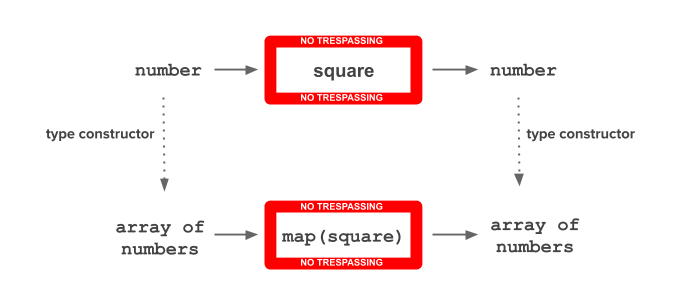 NO TRESPASSING
number
square
number
NO TRESPASSING
type constructor
type constructor
NO TRESPASSING
array of
numbers
map(square)
array of
numbers
NO TRESPASSING